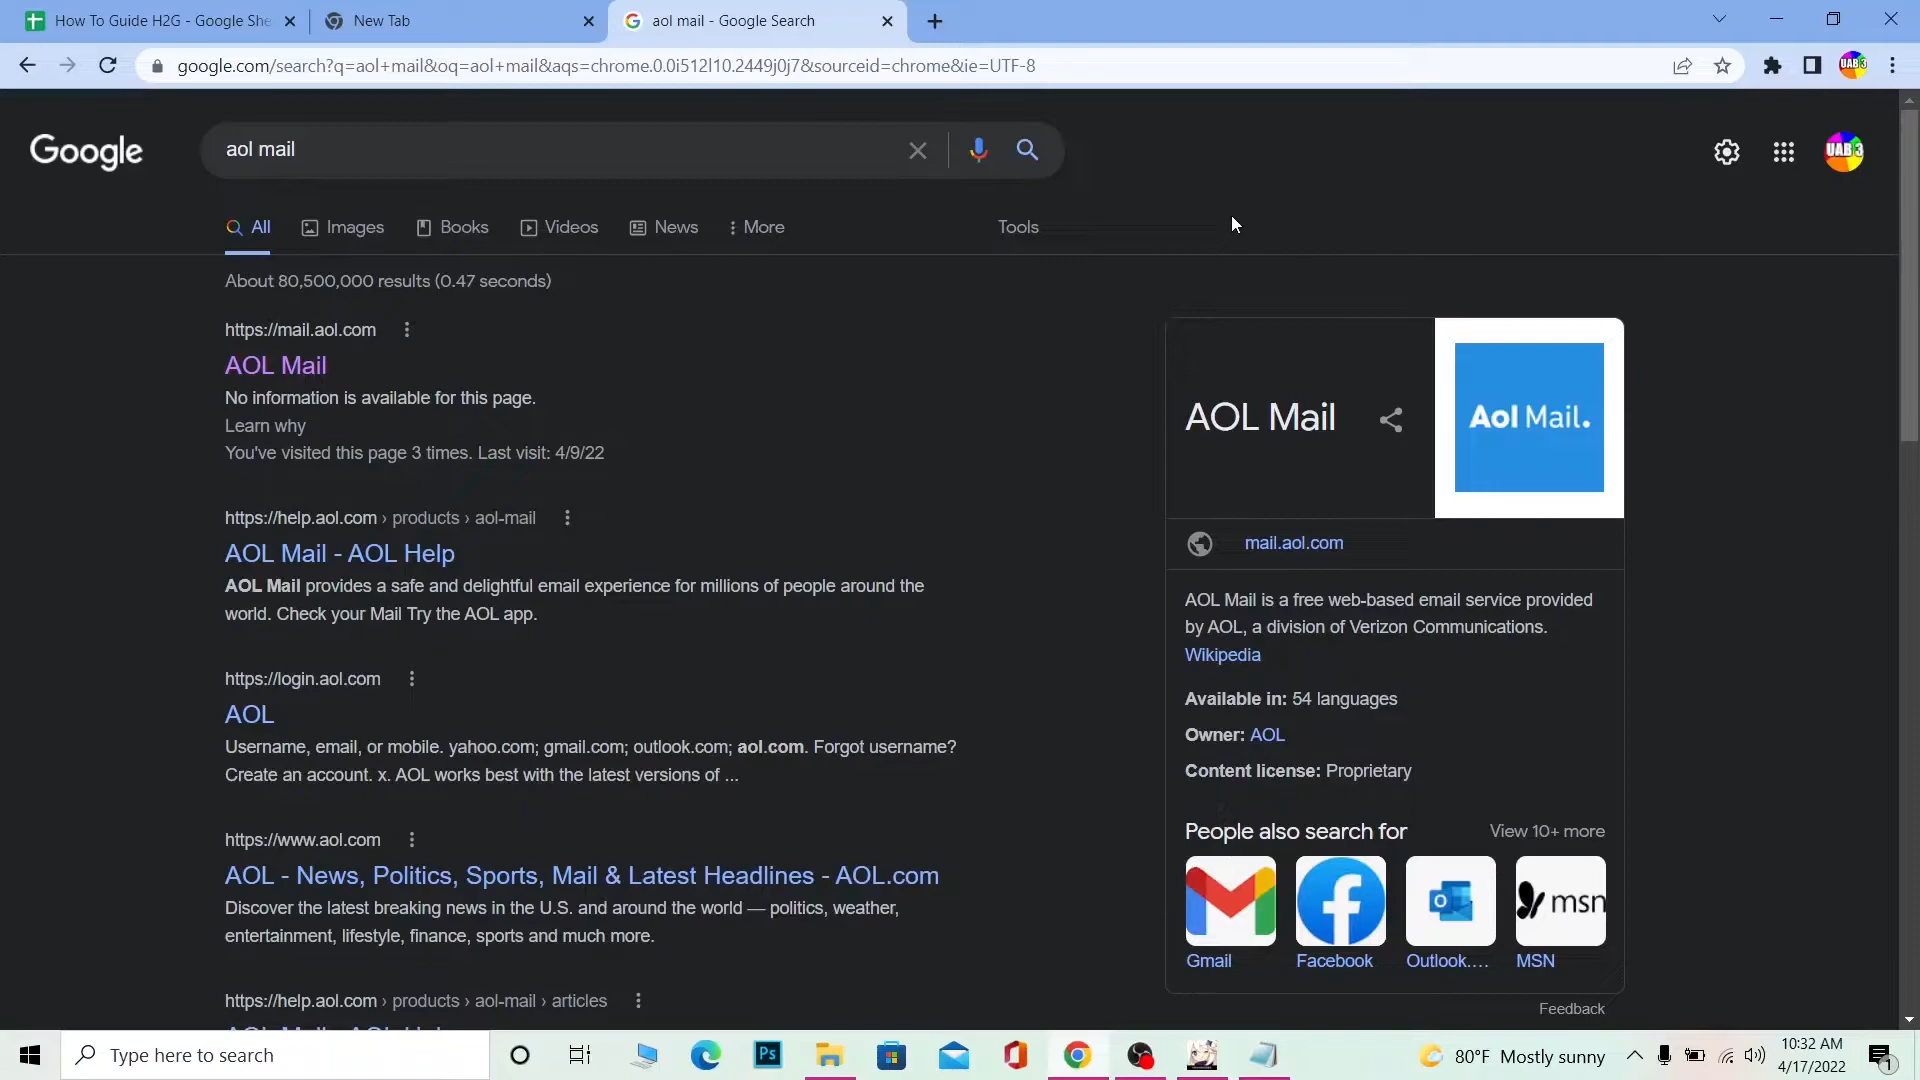 How To Guide H2G - Google She
New Tab
aol mail - Google Search
google.com/search?q=aol+mail&oq=aol+mail&aqs=chrome.0.0i512l10.2449j0j7&sourceid=chrome&ie=UTF-8
UAB 3
Google
aol mail
UAB 3
All
Images
Books
Videos
News
More
Tools
About 80,500,000 results (0.47 seconds)
https://mail.aol.com
AOL Mail
No information is available for this page.
Learn why
You've visited this page 3 times. Last visit: 4/9/22
https://help.aol.com › products › aol-mail
AOL Mail - AOL Help
AOL Mail provides a safe and delightful email experience for millions of people around the
world. Check your Mail Try the AOL app.
https://login.aol.com
AOL
Username, email, or mobile. yahoo.com; gmail.com; outlook.com; aol.com. Forgot username?
Create an account. x. AOL works best with the latest versions of ...
https://www.aol.com
AOL - News, Politics, Sports, Mail & Latest Headlines - AOL.com
Discover the latest breaking news in the U.S. and around the world — politics, weather,
entertainment, lifestyle, finance, sports and much more.
https://help.aol.com › products › aol-mail › articles
AOL Mail
Aol Mail.
mail.aol.com
AOL Mail is a free web-based email service provided
by AOL, a division of Verizon Communications.
Wikipedia
Available in: 54 languages
Owner: AOL
Content license: Proprietary
People also search for
View 10+ more
msn
Gmail
Facebook
Outlook....
MSN
Feedback
Type here to search
Ps
80°F Mostly sunny
10:32 AM
4/17/2022
1